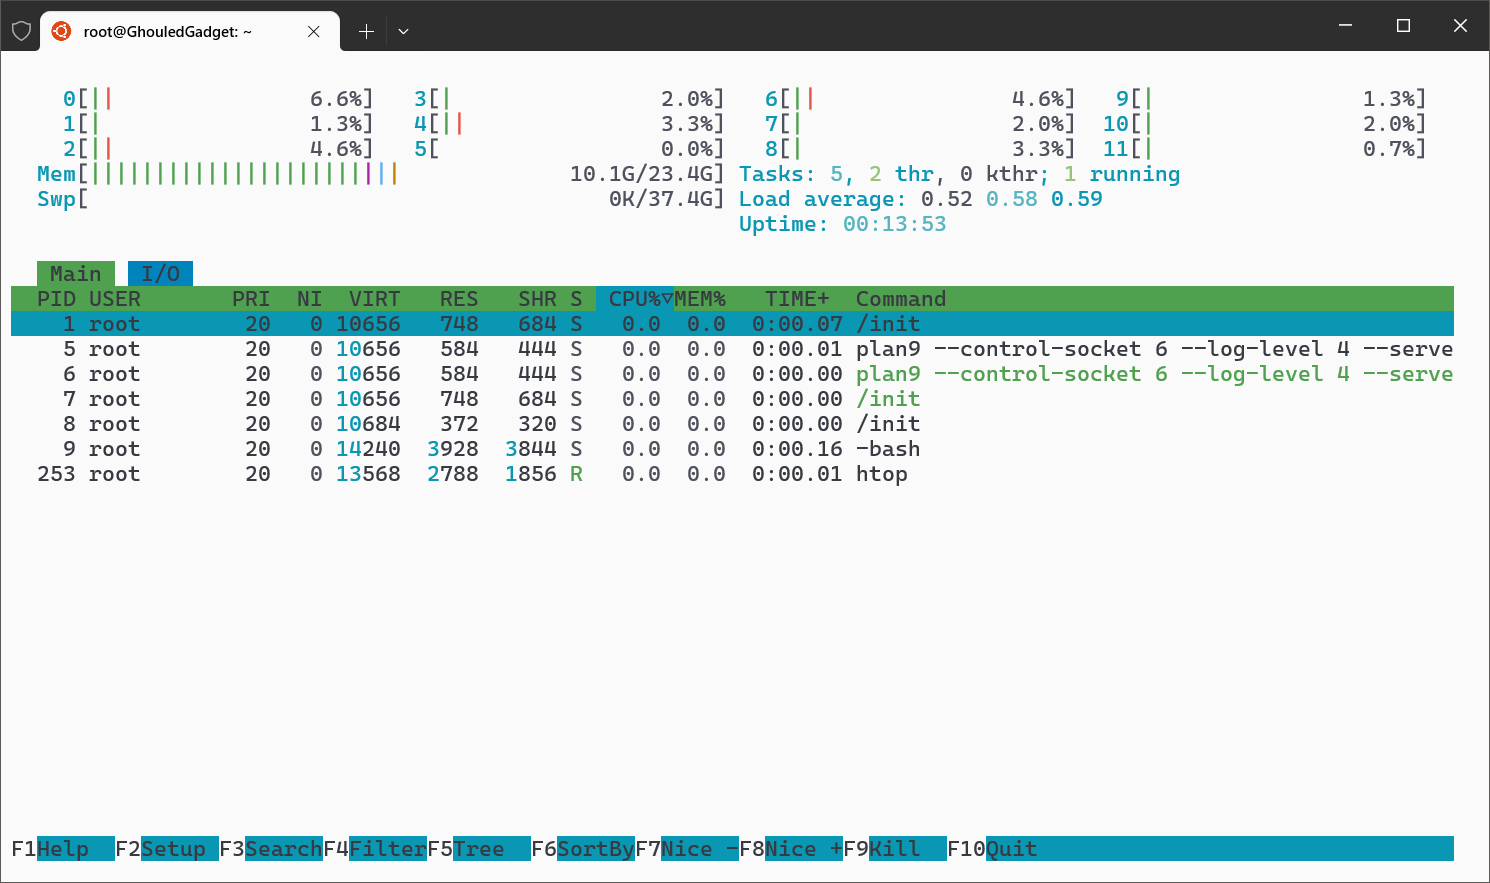 root@GhouledGadget: ~
0[|| 6.6%] 3[| 2.0%] 6[|| 4.6%] 9[| 1.3%]
1[| 1.3%] 4[|| 3.3%] 7[| 2.0%] 10[| 2.0%]
2[|| 4.6%] 5[ 0.0%] 8[| 3.3%] 11[| 0.7%]
Mem[|||||||||||||||||||||||| 10.1G/23.4G] Tasks: 5, 2 thr, 0 kthr; 1 running
Swp[ 0K/37.4G] Load average: 0.52 0.58 0.59
Uptime: 00:13:53
Main I/O
PID USER PRI NI VIRT RES SHR S CPU%▽MEM% TIME+ Command
1 root 20 0 10656 748 684 S 0.0 0.0 0:00.07 /init
5 root 20 0 10656 584 444 S 0.0 0.0 0:00.01 plan9 --control-socket 6 --log-level 4 --serve
6 root 20 0 10656 584 444 S 0.0 0.0 0:00.00 plan9 --control-socket 6 --log-level 4 --serve
7 root 20 0 10656 748 684 S 0.0 0.0 0:00.00 /init
8 root 20 0 10684 372 320 S 0.0 0.0 0:00.00 /init
9 root 20 0 14240 3928 3844 S 0.0 0.0 0:00.16 -bash
253 root 20 0 13568 2788 1856 R 0.0 0.0 0:00.01 htop
F1Help F2Setup F3SearchF4FilterF5Tree F6SortByF7Nice -F8Nice +F9Kill F10Quit